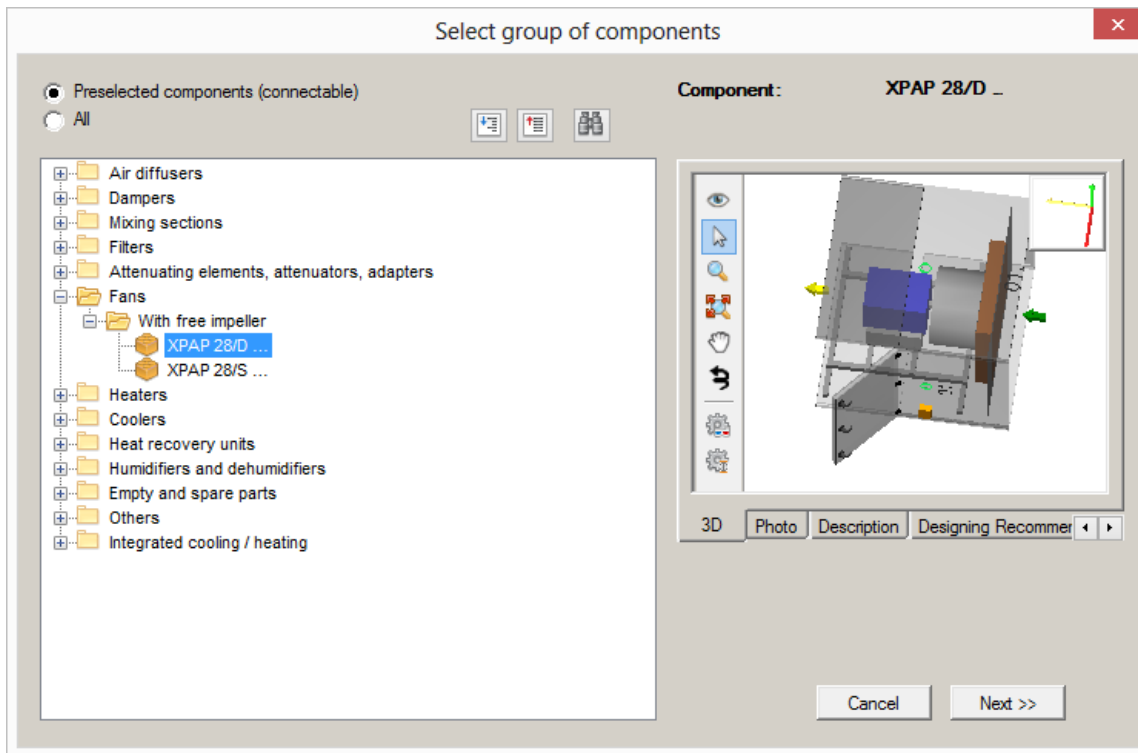 Select group of components
Preselected components (connectable)
All
Component: XPAP 28/D ...
Air diffusers
Dampers
Mixing sections
Filters
Attenuating elements, attenuators, adapters
Fans
With free impeller
XPAP 28/D ...
XPAP 28/S ...
Heaters
Coolers
Heat recovery units
Humidifiers and dehumidifiers
Empty and spare parts
Others
Integrated cooling / heating
3D
Photo
Description
Designing Recommer
Cancel
Next >>